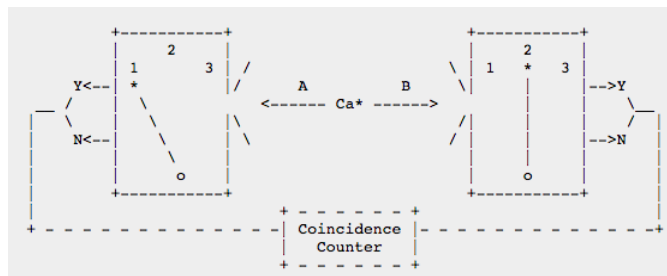 2 2
1 3 1 * 3
Y<-- * A B -->Y
<------ Ca* ------>
N<-- -->N
o o
Coincidence
Counter